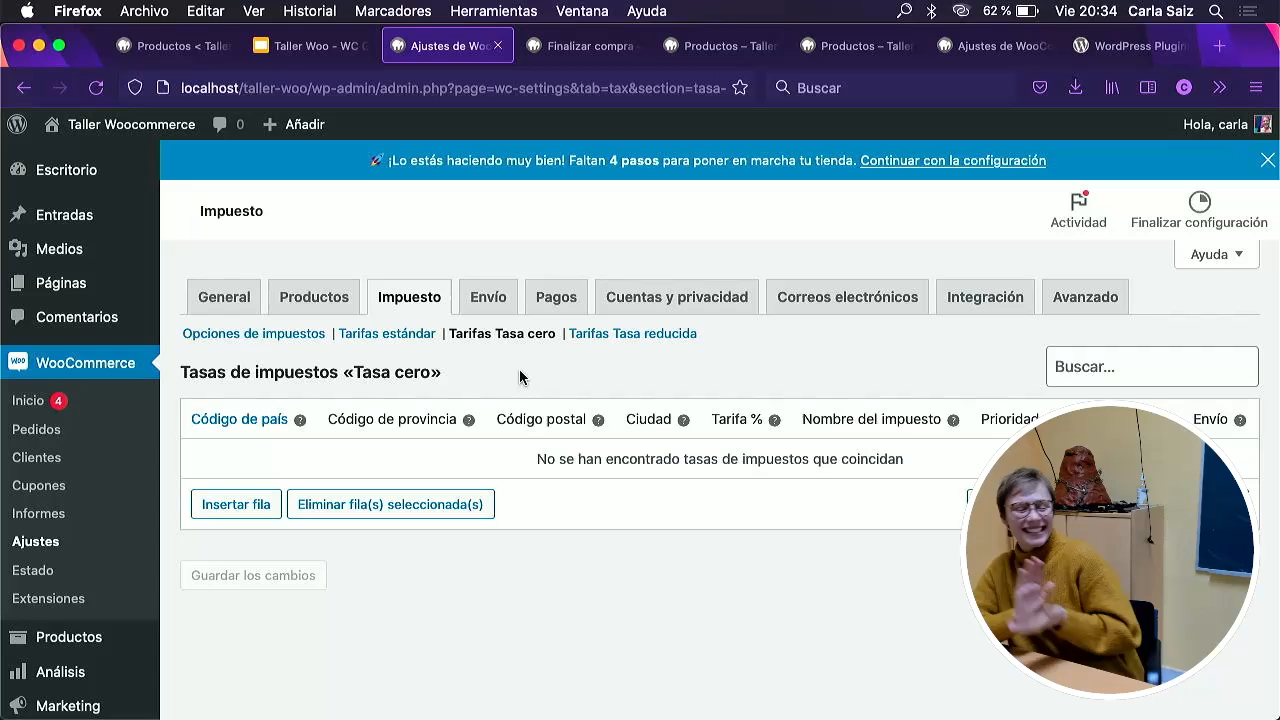 Firefox Archivo Editar Ver Historial Marcadores Herramientas Ventana Ayuda 62 % Vie 20:34 Carla Saiz
Productos < Taller Taller Woo - WC Ajustes de Woo Finalizar compra - Productos – Taller Productos – Taller Ajustes de WooCo WordPress Plugin
localhost/taller-woo/wp-admin/admin.php?page=wc-settings&tab=tax&section=tasa- Buscar
Taller Woocommerce 0 Añadir Hola, carla
Escritorio
Entradas
Medios
Páginas
Comentarios
WooCommerce
Inicio 4
Pedidos
Clientes
Cupones
Informes
Ajustes
Estado
Extensiones
Productos
Análisis
Marketing
¡Lo estás haciendo muy bien! Faltan 4 pasos para poner en marcha tu tienda. Continuar con la configuración
Impuesto
Actividad Finalizar configuración
Ayuda
General Productos Impuesto Envío Pagos Cuentas y privacidad Correos electrónicos Integración Avanzado
Opciones de impuestos | Tarifas estándar | Tarifas Tasa cero | Tarifas Tasa reducida
Tasas de impuestos «Tasa cero»
Buscar...
Código de país Código de provincia Código postal Ciudad Tarifa % Nombre del impuesto Prioridad Envío
No se han encontrado tasas de impuestos que coincidan
Insertar fila Eliminar fila(s) seleccionada(s)
Guardar los cambios